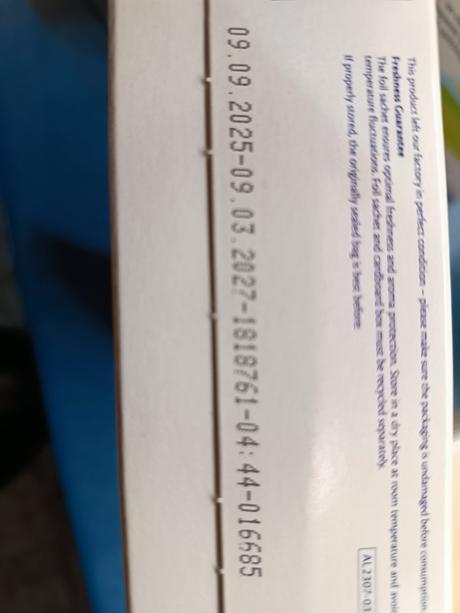 This product left our factory in perfect condition – please make sure the packaging is undamaged before
Freshness Guarantee
The foil sachet ensures optimal freshness and aroma protection. Store in a dry place at room temperature and
temperature fluctuations. Foil sachet and cardboard box must be recycled separately.
If properly stored, the originally sealed bag is best before:
09.09.2025-09.03.2027-1818761-04:44-016685